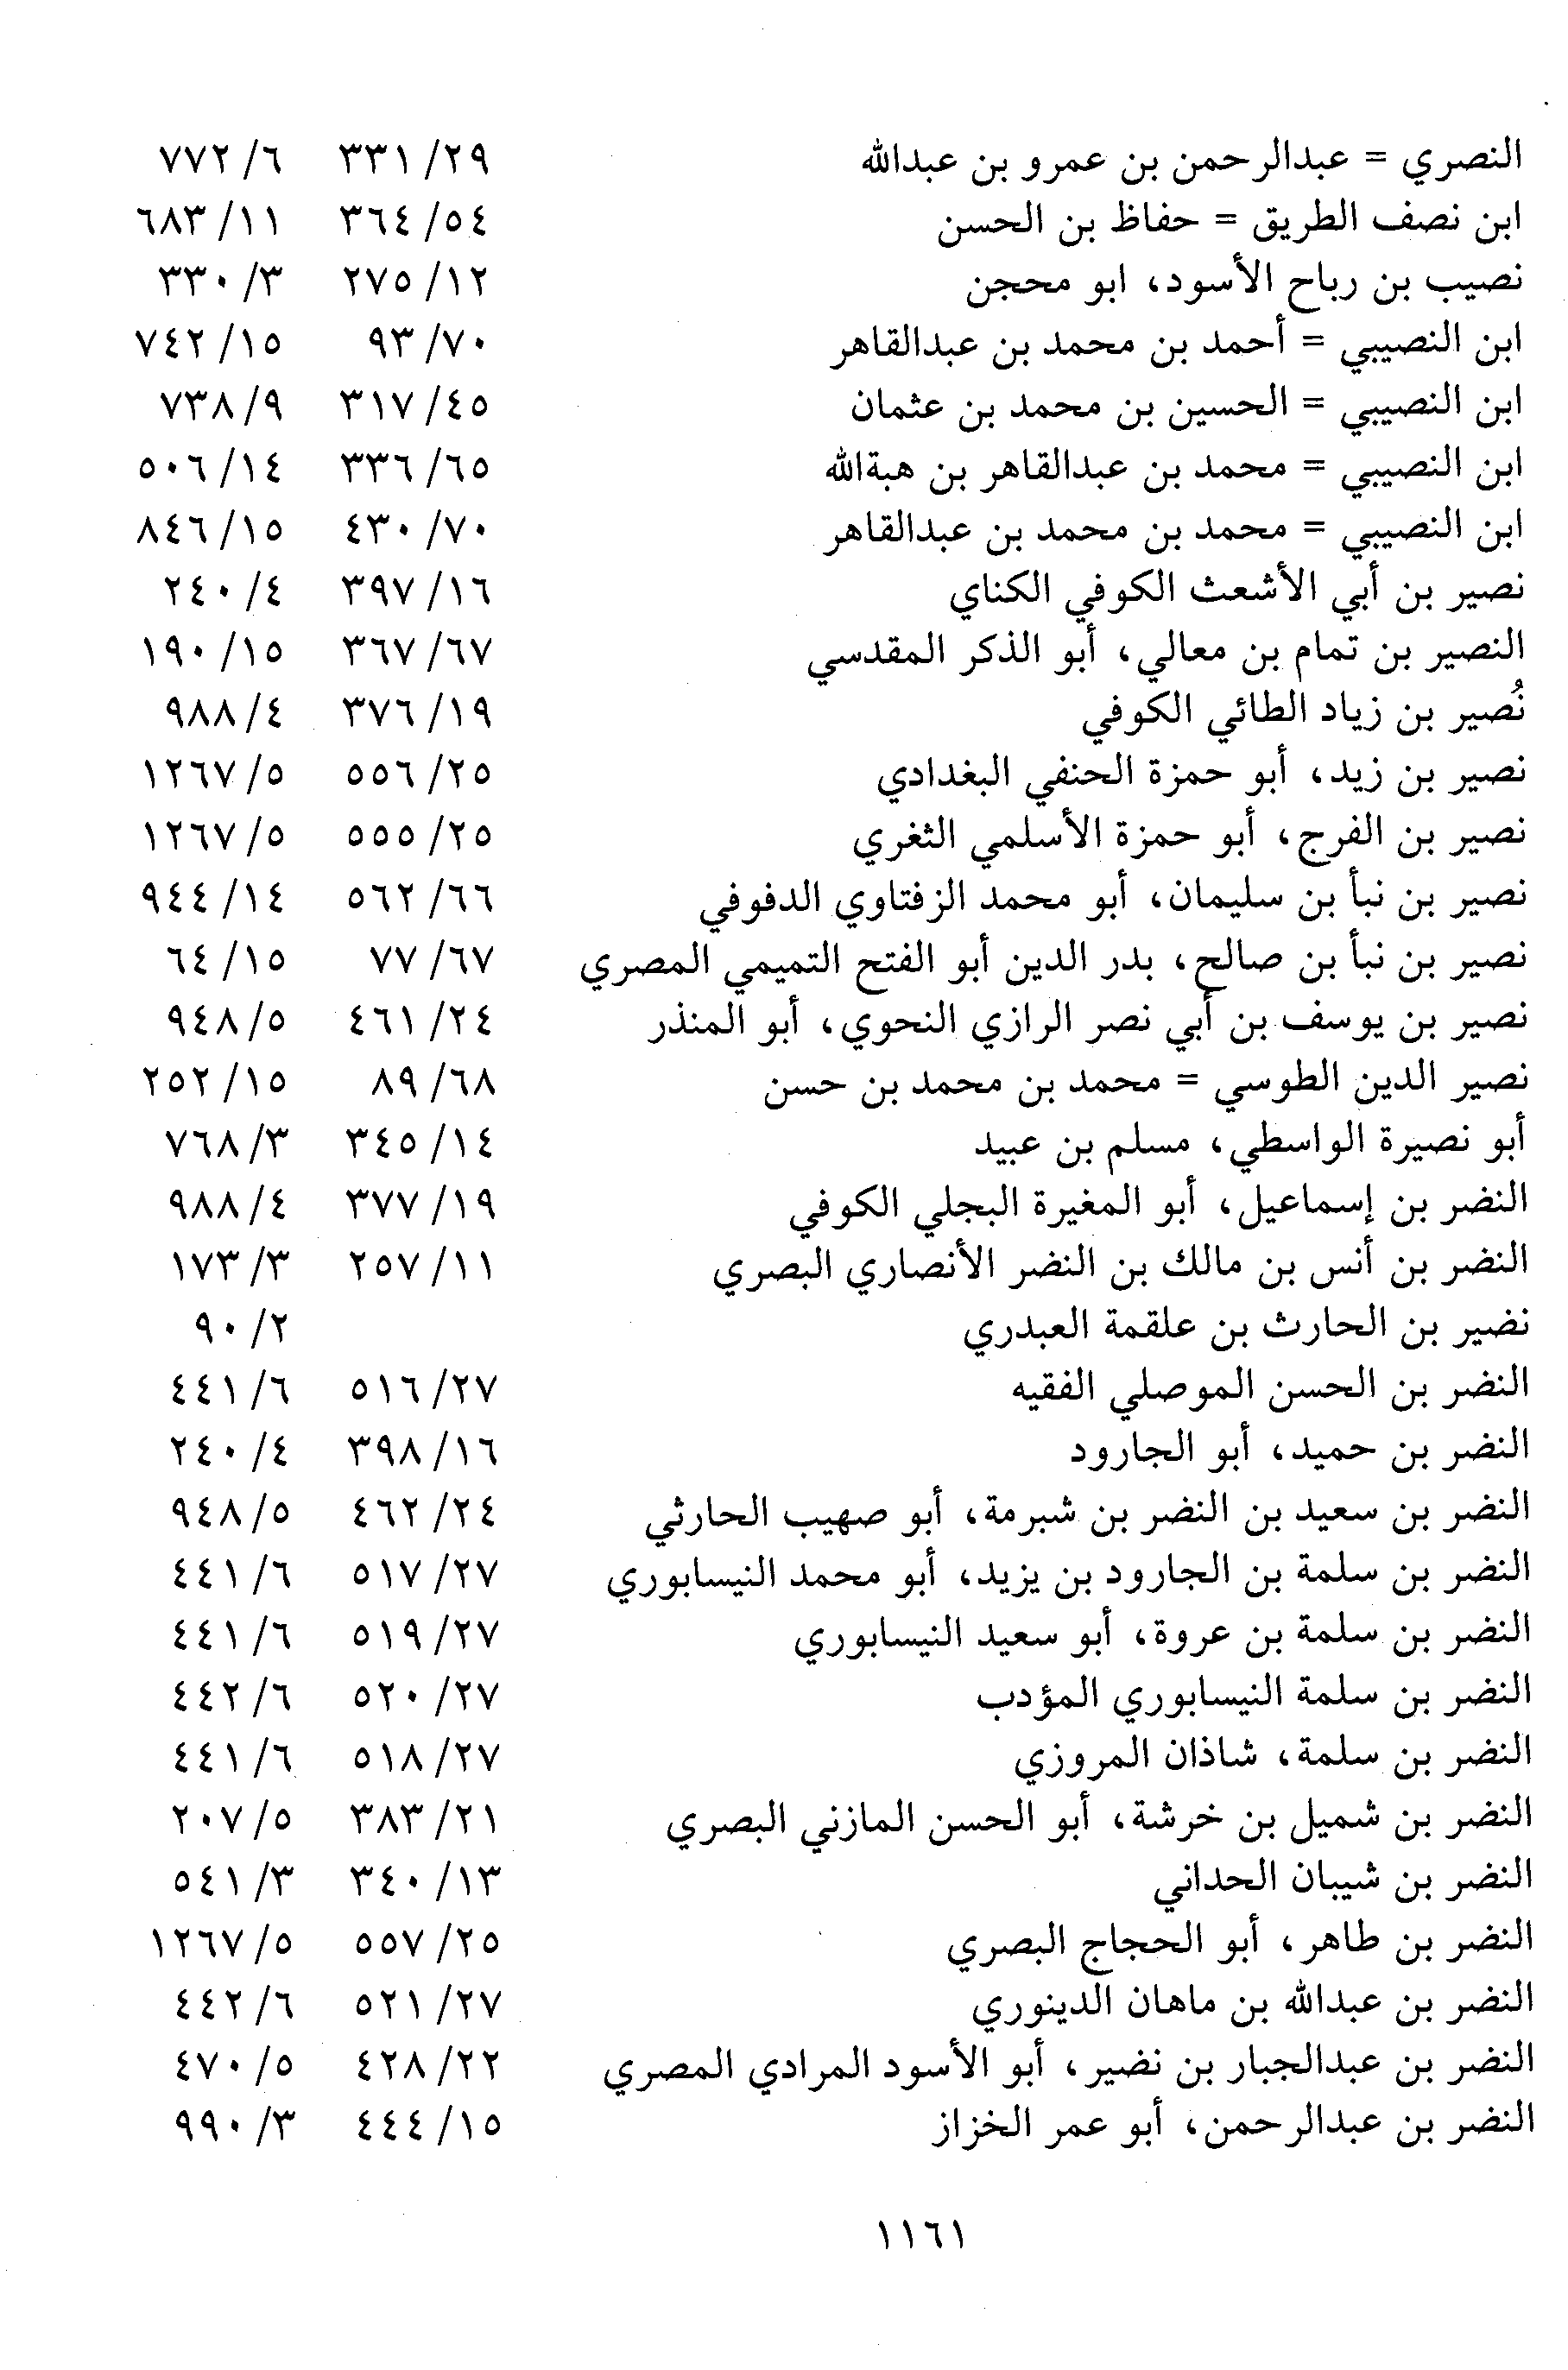 النصري = عبدالرحمن بن عمرو بن عبدالله ٢٩/ ٣٣١ ٦/ ٧٧٢
ابن نصف الطريق = حفاظ بن الحسن ٥٤/ ٣٦٤ ١١/ ٦٨٣
نصيب بن رباح الأسود، ابو محجن ١٢/ ٢٧٥ ٣/ ٣٣٠
ابن النصيبي = أحمد بن محمد بن عبدالقاهر ٧٠/ ٩٣ ١٥/ ٧٤٢
ابن النصيبي = الحسين بن محمد بن عثمان ٤٥/ ٣١٧ ٩/ ٧٣٨
ابن النصيبي = محمد بن عبدالقاهر بن هبةالله ٦٥/ ٣٣٦ ١٤/ ٥٠٦
ابن النصيبي = محمد بن محمد بن عبدالقاهر ٧٠/ ٤٣٠ ١٥/ ٨٤٦
نصير بن أبي الأشعث الكوفي الكناي ١٦/ ٣٩٧ ٤/ ٢٤٠
النصير بن تمام بن معالي، أبو الذكر المقدسي ٦٧/ ٣٦٧ ١٥/ ١٩٠
نُصير بن زياد الطائي الكوفي ١٩/ ٣٧٦ ٤/ ٩٨٨
نصير بن زيد، أبو حمزة الحنفي البغدادي ٢٥/ ٥٥٦ ٥/ ١٢٦٧
نصير بن الفرج، أبو حمزة الأسلمي الثغري ٢٥/ ٥٥٥ ٥/ ١٢٦٧
نصير بن نبأ بن سليمان، أبو محمد الزفتاوي الدفوفي ٦٦/ ٥٦٢ ١٤/ ٩٤٤
نصير بن نبأ بن صالح، بدر الدين أبو الفتح التميمي المصري ٦٧/ ٧٧ ١٥/ ٦٤
نصير بن يوسف بن أبي نصر الرازي النحوي، أبو المنذر ٢٤/ ٤٦١ ٥/ ٩٤٨
نصير الدين الطوسي = محمد بن محمد بن حسن ٦٨/ ٨٩ ١٥/ ٢٥٢
أبو نصيرة الواسطي، مسلم بن عبيد ١٤/ ٣٤٥ ٣/ ٧٦٨
النضر بن إسماعيل، أبو المغيرة البجلي الكوفي ١٩/ ٣٧٧ ٤/ ٩٨٨
النضر بن أنس بن مالك بن النضر الأنصاري البصري ١١/ ٢٥٧ ٣/ ١٧٣
نضير بن الحارث بن علقمة العبدري ٢/ ٩٠
النضر بن الحسن الموصلي الفقيه ٢٧/ ٥١٦ ٦/ ٤٤١
النضر بن حميد، أبو الجارود ١٦/ ٣٩٨ ٤/ ٢٤٠
النضر بن سعيد بن النضر بن شبرمة، أبو صهيب الحارثي ٢٤/ ٤٦٢ ٥/ ٩٤٨
النضر بن سلمة بن الجارود بن يزيد، أبو محمد النيسابوري ٢٧/ ٥١٧ ٦/ ٤٤١
النضر بن سلمة بن عروة، أبو سعيد النيسابوري ٢٧/ ٥١٩ ٦/ ٤٤١
النضر بن سلمة النيسابوري المؤدب ٢٧/ ٥٢٠ ٦/ ٤٤٢
النضر بن سلمة، شاذان المروزي ٢٧/ ٥١٨ ٦/ ٤٤١
النضر بن شميل بن خرشة، أبو الحسن المازني البصري ٢١/ ٣٨٣ ٥/ ٢٠٧
النضر بن شيبان الحداني ١٣/ ٣٤٠ ٣/ ٥٤١
النضر بن طاهر، أبو الحجاج البصري ٢٥/ ٥٥٧ ٥/ ١٢٦٧
النضر بن عبدالله بن ماهان الدينوري ٢٧/ ٥٢١ ٦/ ٤٤٢
النضر بن عبدالجبار بن نضير، أبو الأسود المرادي المصري ٢٢/ ٤٢٨ ٥/ ٤٧٠
النضر بن عبدالرحمن، أبو عمر الخزاز ١٥/ ٤٤٤ ٣/ ٩٩٠
١١٦١